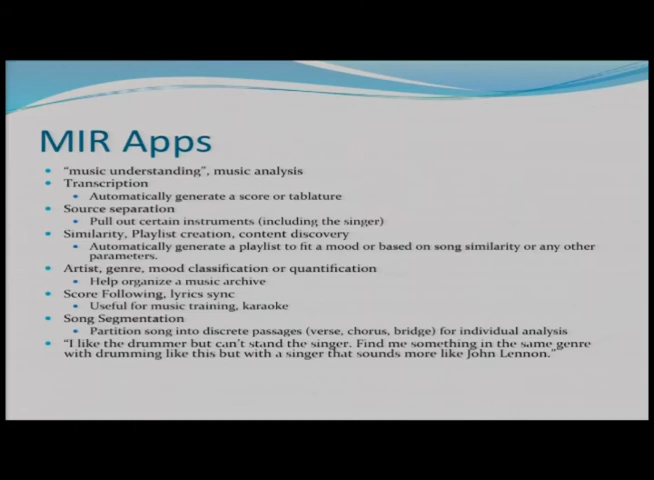 MIR Apps
"music understanding", music analysis
Transcription
Automatically generate a score or tablature
Source separation
Pull out certain instruments (including the singer)
Similarity, Playlist creation, content discovery
Automatically generate a playlist to fit a mood or based on song similarity or any other
parameters.
Artist, genre, mood classification or quantification
Help organize a music archive
Score Following, lyrics sync
Useful for music training, karaoke
Song Segmentation
Partition song into discrete passages (verse, chorus, bridge) for individual analysis
"I like the drummer but can't stand the singer. Find me something in the same genre
with drumming like this but with a singer that sounds more like John Lennon."